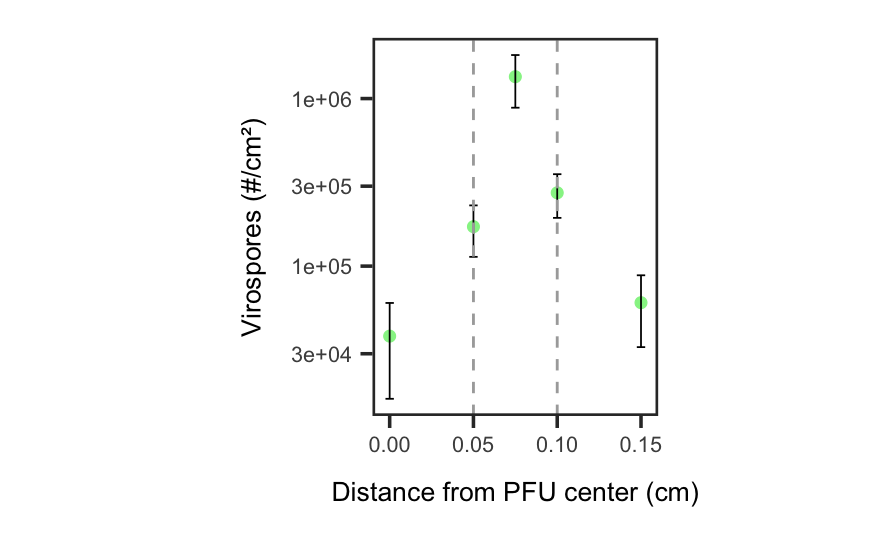 Virospores (#/cm²)
1e+06
3e+05
1e+05
3e+04
0.00 0.05 0.10 0.15
Distance from PFU center (cm)